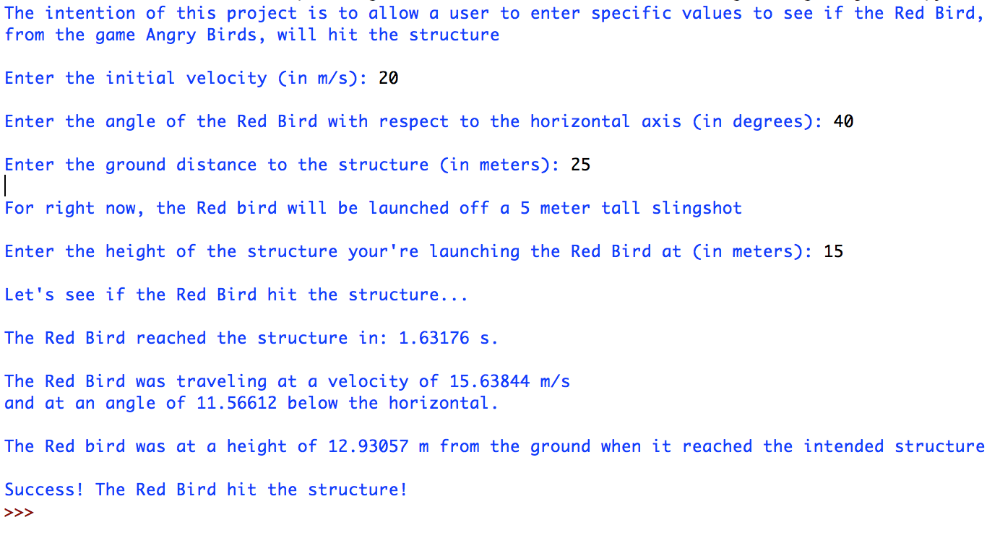 The intention of this project is to allow a user to enter specific values to see if the Red Bird,
from the game Angry Birds, will hit the structure
Enter the initial velocity (in m/s): 20
Enter the angle of the Red Bird with respect to the horizontal axis (in degrees): 40
Enter the ground distance to the structure (in meters): 25
For right now, the Red bird will be launched off a 5 meter tall slingshot
Enter the height of the structure your're launching the Red Bird at (in meters): 15
Let's see if the Red Bird hit the structure...
The Red Bird reached the structure in: 1.63176 s.
The Red Bird was traveling at a velocity of 15.63844 m/s
and at an angle of 11.56612 below the horizontal.
The Red bird was at a height of 12.93057 m from the ground when it reached the intended structure
Success! The Red Bird hit the structure!
>>>